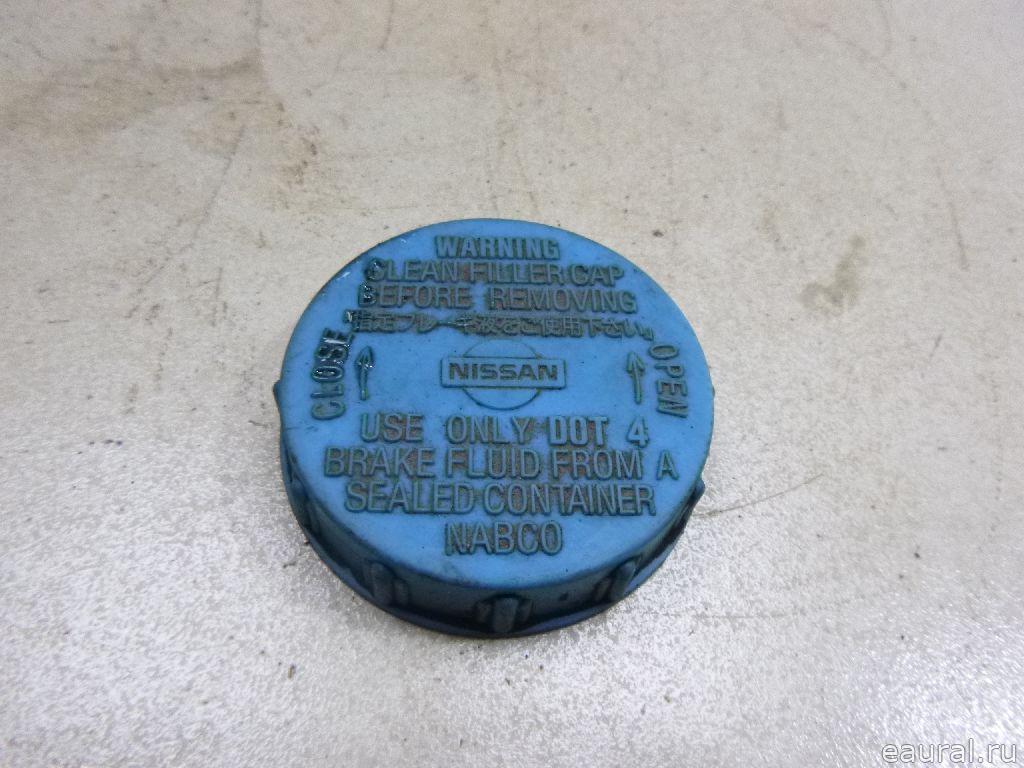 WARNING
CLEAN FILLER CAP
BEFORE REMOVING
指定ブレーキ液をご使用下さい
CLOSE
OPEN
NISSAN
USE ONLY DOT 4
BRAKE FLUID FROM A
SEALED CONTAINER
NABCO
eaural.ru